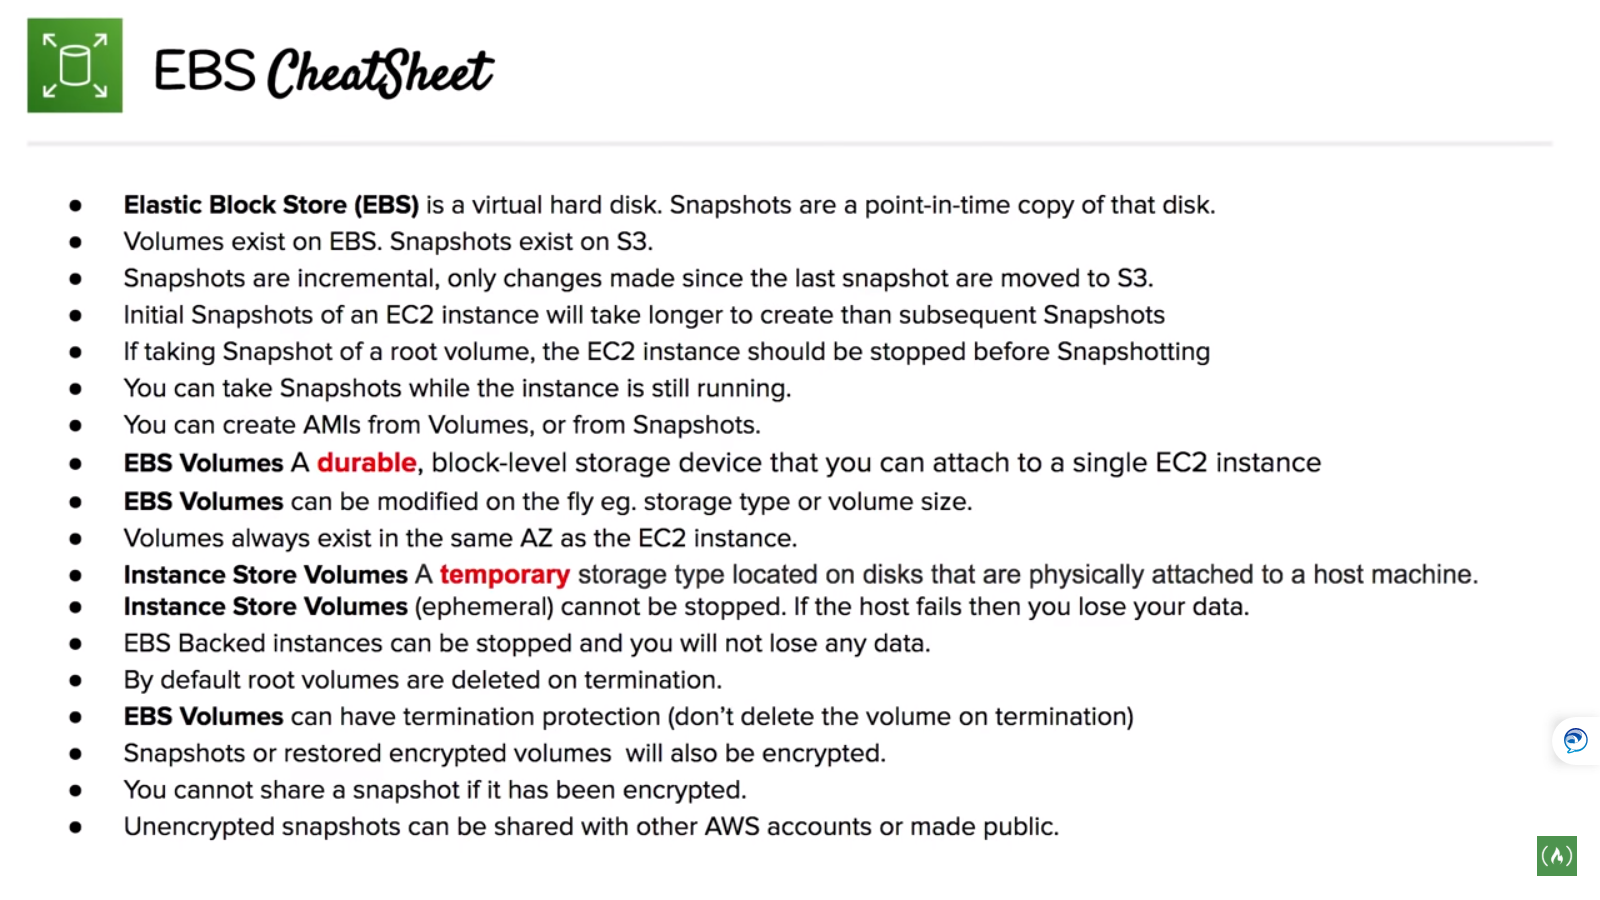 EBS CheatSheet
● Elastic Block Store (EBS) is a virtual hard disk. Snapshots are a point-in-time copy of that disk.
● Volumes exist on EBS. Snapshots exist on S3.
● Snapshots are incremental, only changes made since the last snapshot are moved to S3.
● Initial Snapshots of an EC2 instance will take longer to create than subsequent Snapshots
● If taking Snapshot of a root volume, the EC2 instance should be stopped before Snapshotting
● You can take Snapshots while the instance is still running.
● You can create AMIs from Volumes, or from Snapshots.
● EBS Volumes A durable, block-level storage device that you can attach to a single EC2 instance
● EBS Volumes can be modified on the fly eg. storage type or volume size.
● Volumes always exist in the same AZ as the EC2 instance.
● Instance Store Volumes A temporary storage type located on disks that are physically attached to a host machine.
● Instance Store Volumes (ephemeral) cannot be stopped. If the host fails then you lose your data.
● EBS Backed instances can be stopped and you will not lose any data.
● By default root volumes are deleted on termination.
● EBS Volumes can have termination protection (don’t delete the volume on termination)
● Snapshots or restored encrypted volumes  will also be encrypted.
● You cannot share a snapshot if it has been encrypted.
● Unencrypted snapshots can be shared with other AWS accounts or made public.